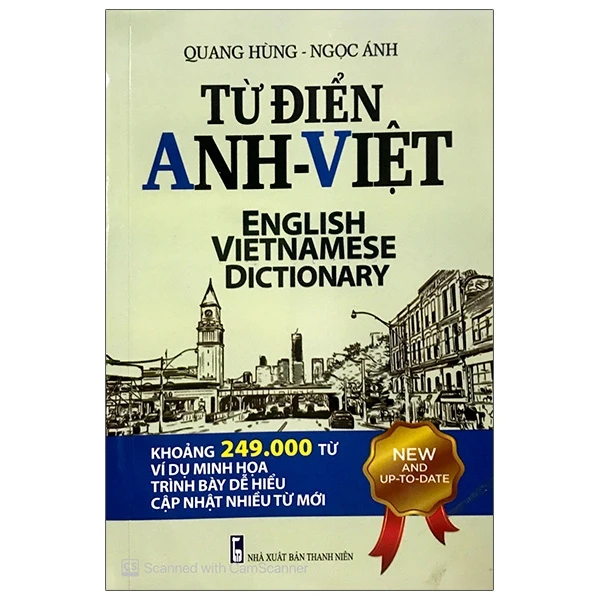 QUANG HÙNG - NGỌC ÁNH
TỪ ĐIỂN
ANH-VIỆT
ENGLISH
VIETNAMESE
DICTIONARY
KHOẢNG 249.000 TỪ
VÍ DỤ MINH HỌA
TRÌNH BÀY DỄ HIỂU
CẬP NHẬT NHIỀU TỪ MỚI
NEW
AND
UP-TO-DATE
NHÀ XUẤT BẢN THANH NIÊN
CS Scanned with CamScanner